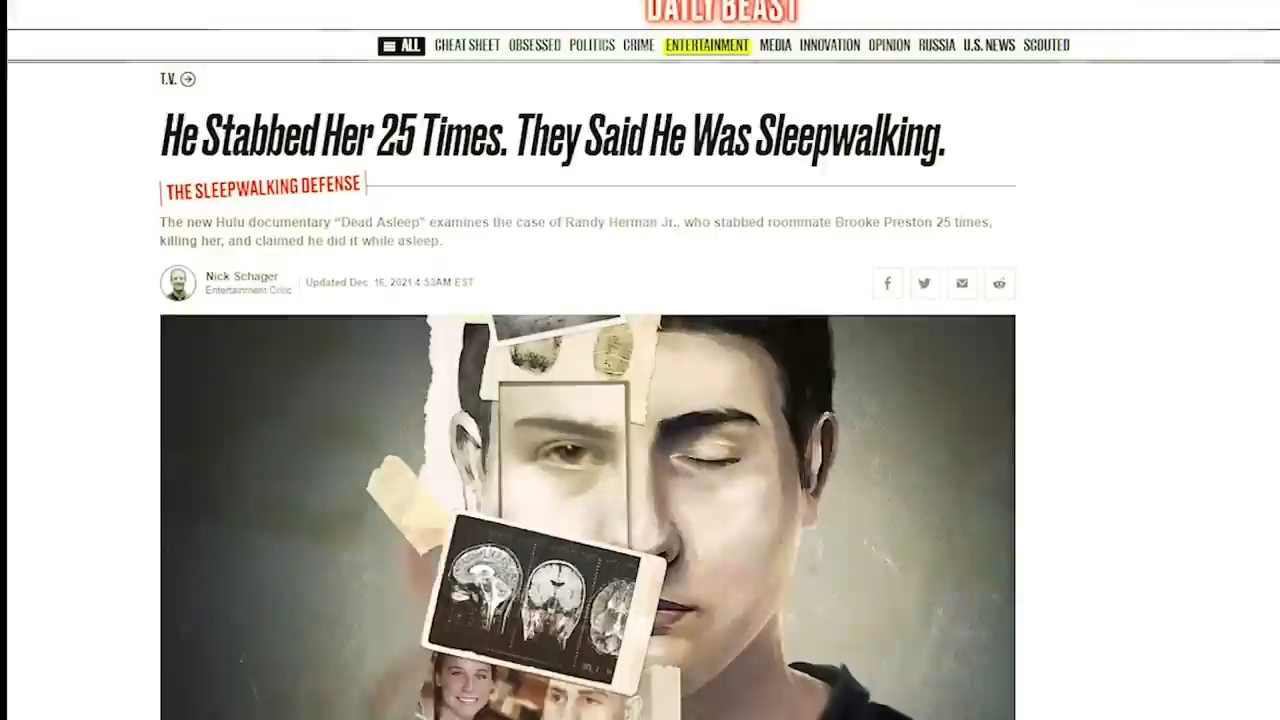 DAILY BEAST
ALL CHEAT SHEET OBSESSED POLITICS CRIME ENTERTAINMENT MEDIA INNOVATION OPINION RUSSIA U.S. NEWS SCOUTED
T.V.
He Stabbed Her 25 Times. They Said He Was Sleepwalking.
THE SLEEPWALKING DEFENSE
The new Hulu documentary “Dead Asleep” examines the case of Randy Herman Jr., who stabbed roommate Brooke Preston 25 times,
killing her, and claimed he did it while asleep.
Nick Schager
Entertainment Critic
Updated Dec. 16, 2021 4:53AM EST